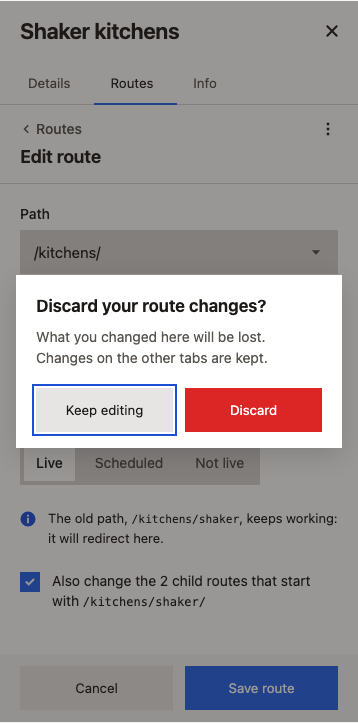 Shaker kitchens
Details
Routes
Info
Routes
Edit route
Path
/kitchens/
Discard your route changes?
What you changed here will be lost.
Changes on the other tabs are kept.
Keep editing
Discard
Live
Scheduled
Not live
The old path, /kitchens/shaker, keeps working:
it will redirect here.
Also change the 2 child routes that start
with /kitchens/shaker/
Cancel
Save route